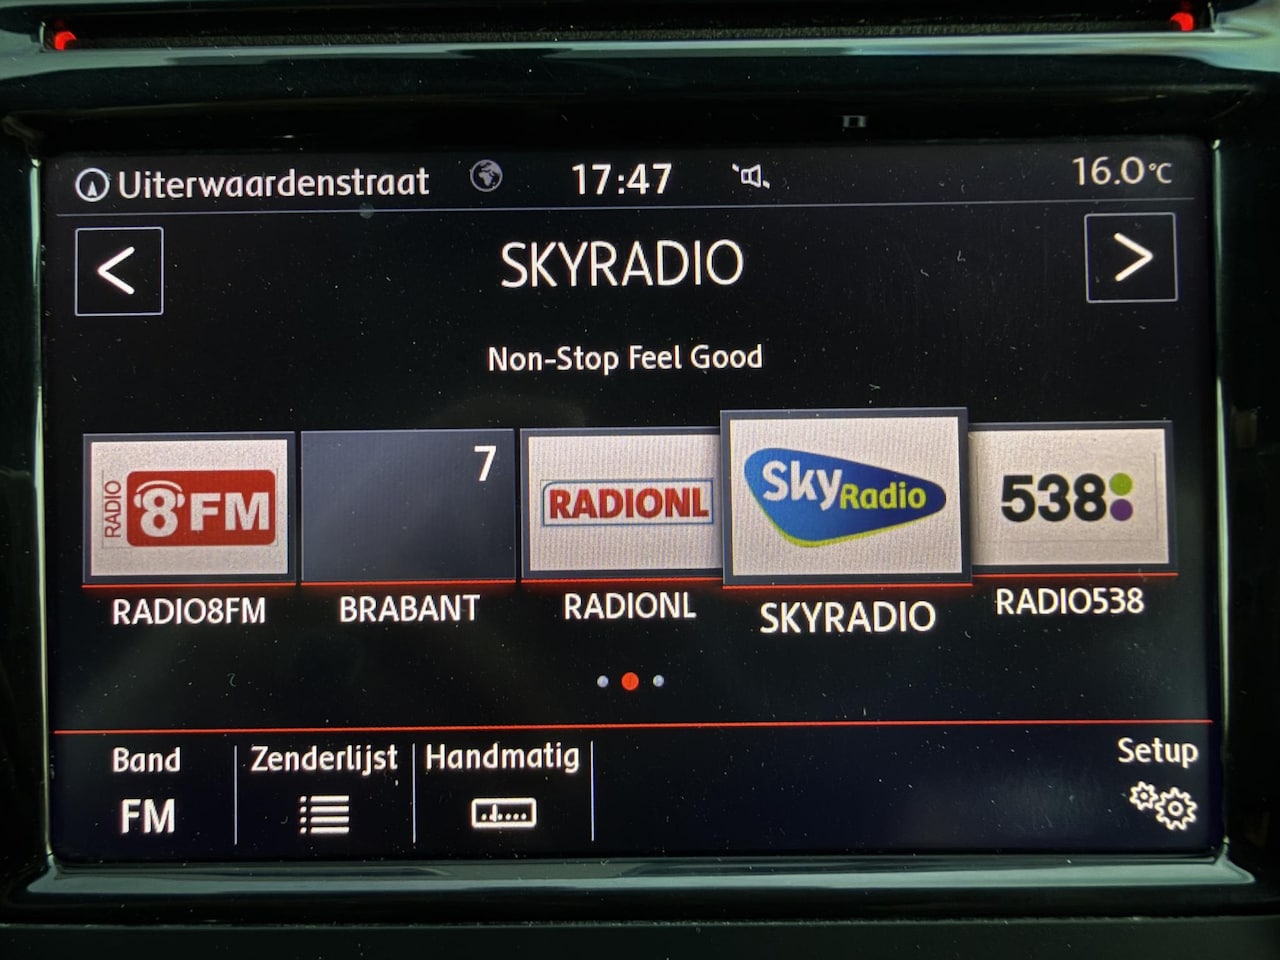 Uiterwaardenstraat 17:47 16.0°C
< SKYRADIO >
Non-Stop Feel Good
RADIO 8FM 7 RADIONL Sky Radio 538
RADIO8FM BRABANT RADIONL SKYRADIO RADIO538
Band Zenderlijst Handmatig Setup
FM